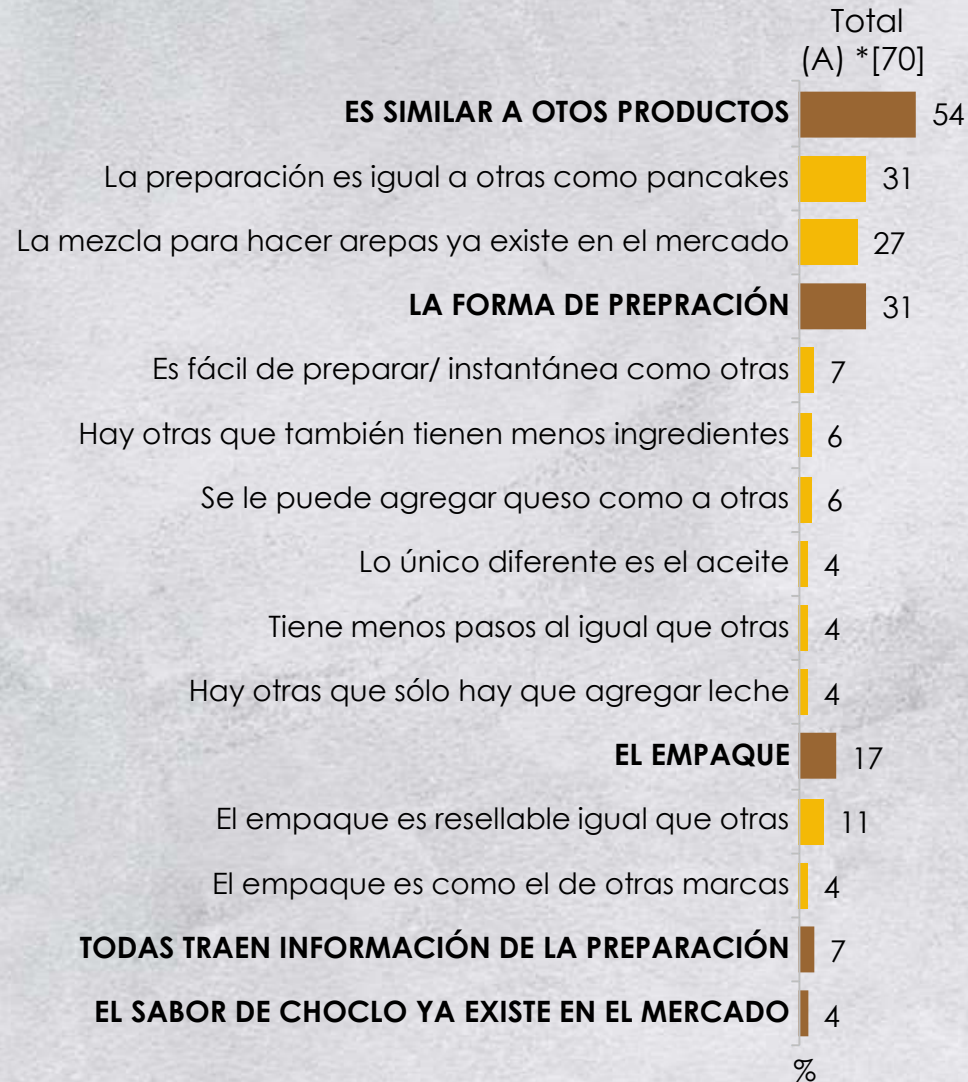 Total
(A) *[70]
ES SIMILAR A OTOS PRODUCTOS 54
La preparación es igual a otras como pancakes 31
La mezcla para hacer arepas ya existe en el mercado 27
LA FORMA DE PREPRACIÓN 31
Es fácil de preparar/ instantánea como otras 7
Hay otras que también tienen menos ingredientes 6
Se le puede agregar queso como a otras 6
Lo único diferente es el aceite 4
Tiene menos pasos al igual que otras 4
Hay otras que sólo hay que agregar leche 4
EL EMPAQUE 17
El empaque es resellable igual que otras 11
El empaque es como el de otras marcas 4
TODAS TRAEN INFORMACIÓN DE LA PREPARACIÓN 7
EL SABOR DE CHOCLO YA EXISTE EN EL MERCADO 4
%